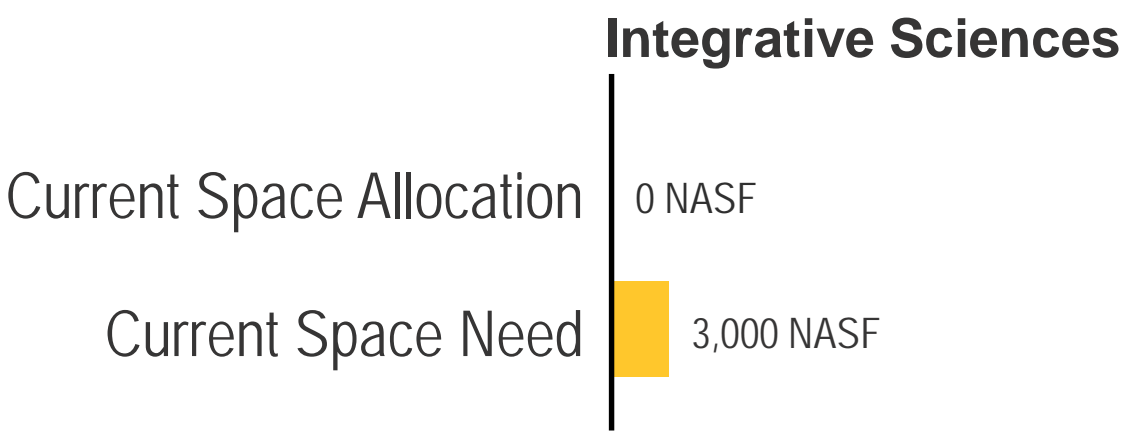 Integrative Sciences
Current Space Allocation 0 NASF
Current Space Need 3,000 NASF